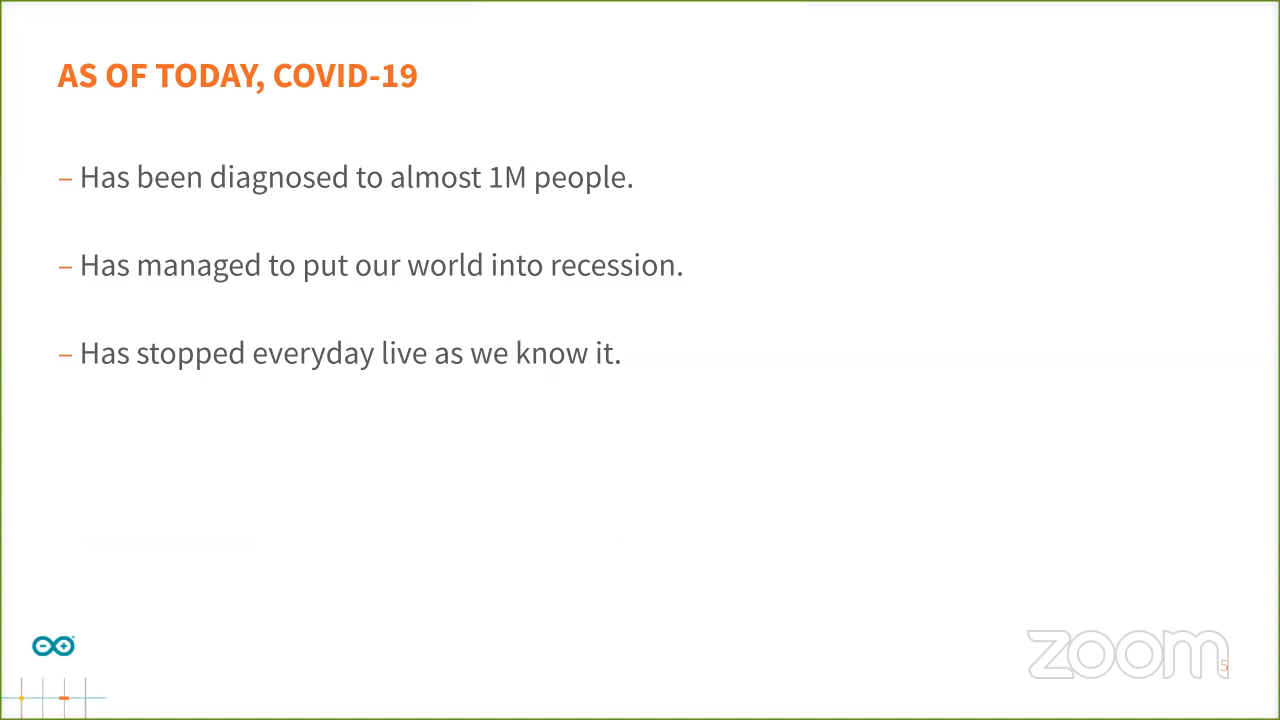 AS OF TODAY, COVID-19
– Has been diagnosed to almost 1M people.
– Has managed to put our world into recession.
– Has stopped everyday live as we know it.
zoom
5